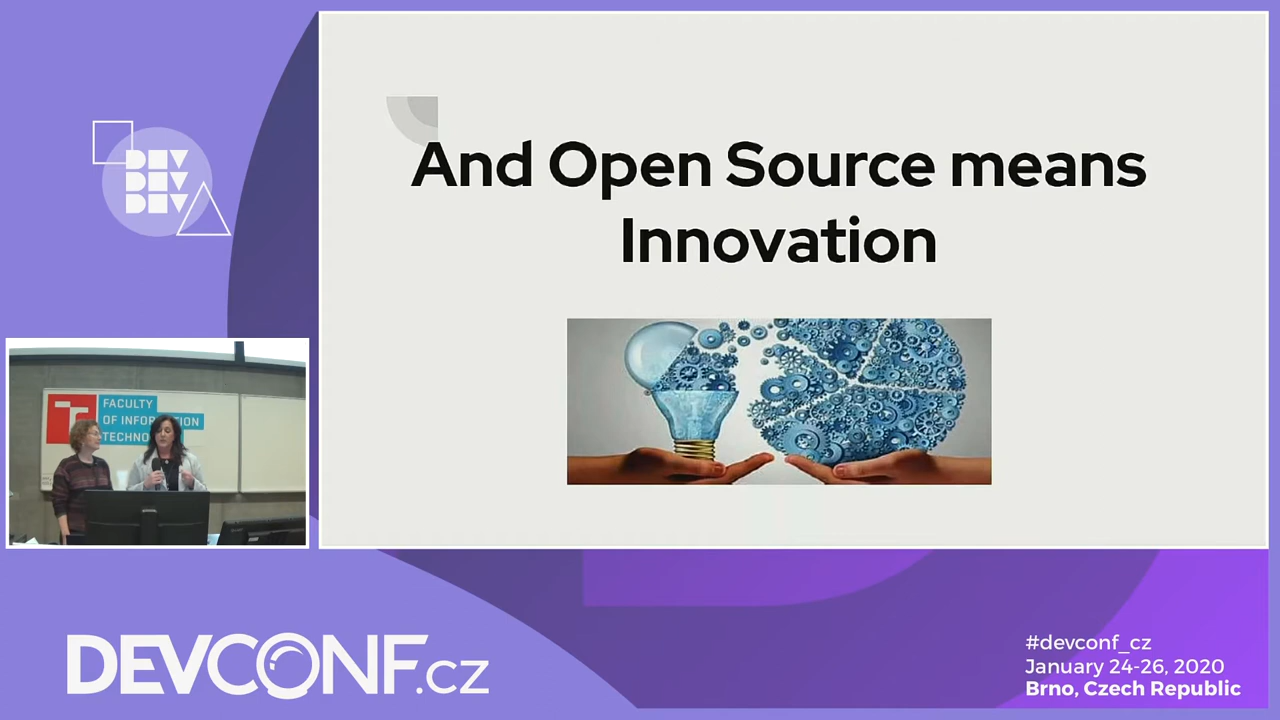 DEV
DEV
DEV
And Open Source means
Innovation
FACULTY
OF INFORMATION
TECHNO
DEVCONF.cz
#devconf_cz
January 24-26, 2020
Brno, Czech Republic